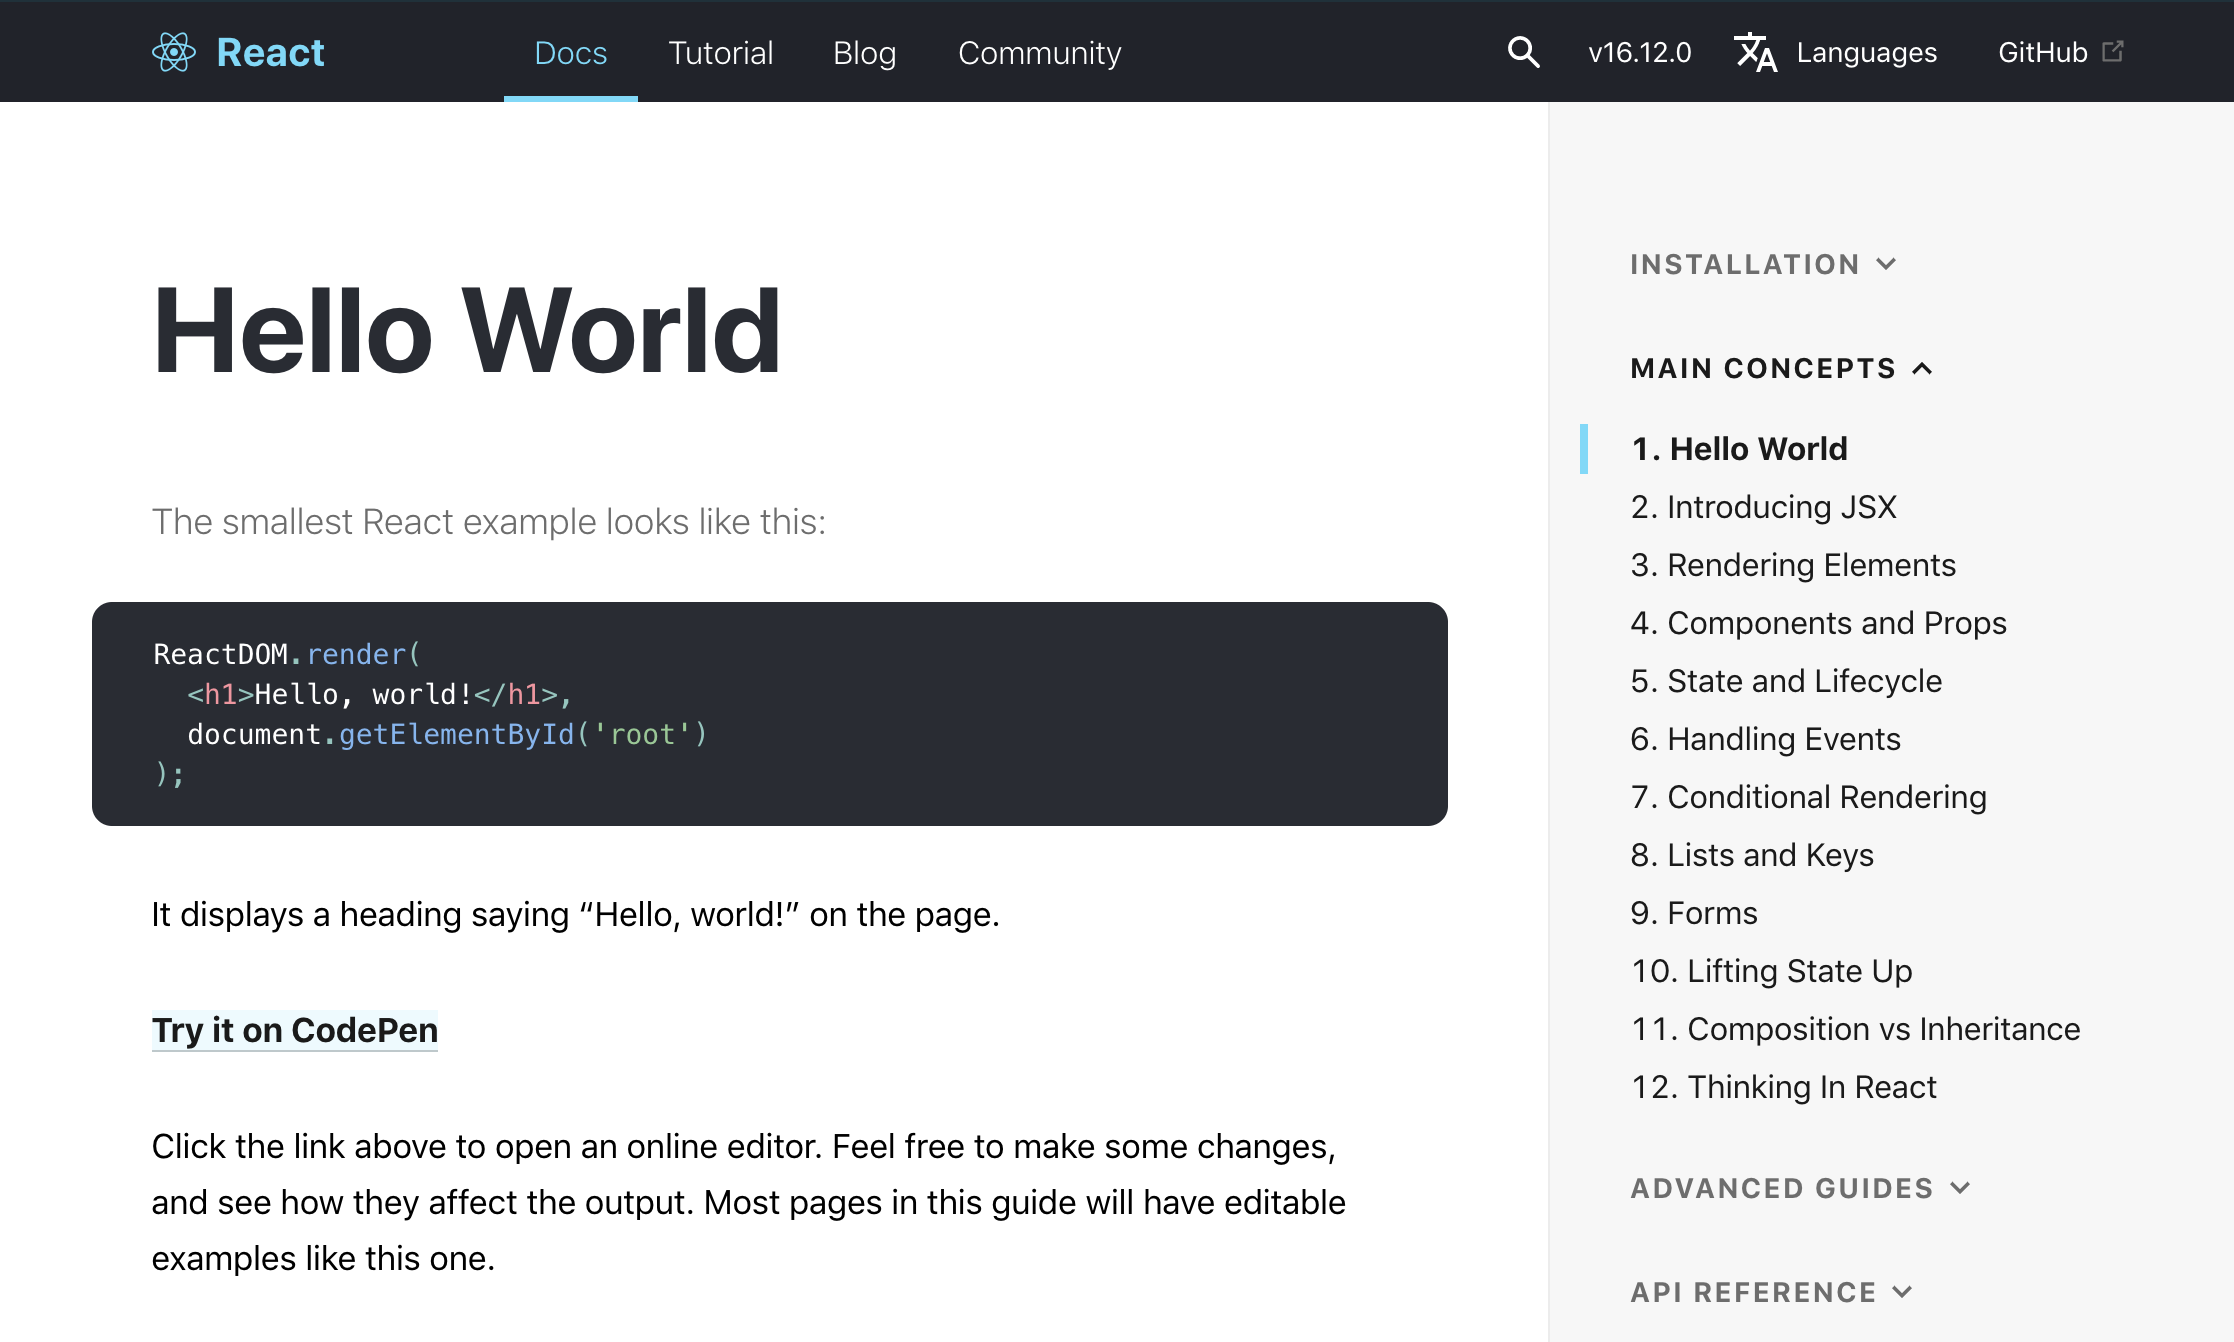 React
Docs
Tutorial
Blog
Community
v16.12.0
Languages
GitHub
Hello World
The smallest React example looks like this:
ReactDOM.render(
  <h1>Hello, world!</h1>,
  document.getElementById('root')
);
It displays a heading saying “Hello, world!” on the page.
Try it on CodePen
Click the link above to open an online editor. Feel free to make some changes,
and see how they affect the output. Most pages in this guide will have editable
examples like this one.
INSTALLATION
MAIN CONCEPTS
1. Hello World
2. Introducing JSX
3. Rendering Elements
4. Components and Props
5. State and Lifecycle
6. Handling Events
7. Conditional Rendering
8. Lists and Keys
9. Forms
10. Lifting State Up
11. Composition vs Inheritance
12. Thinking In React
ADVANCED GUIDES
API REFERENCE